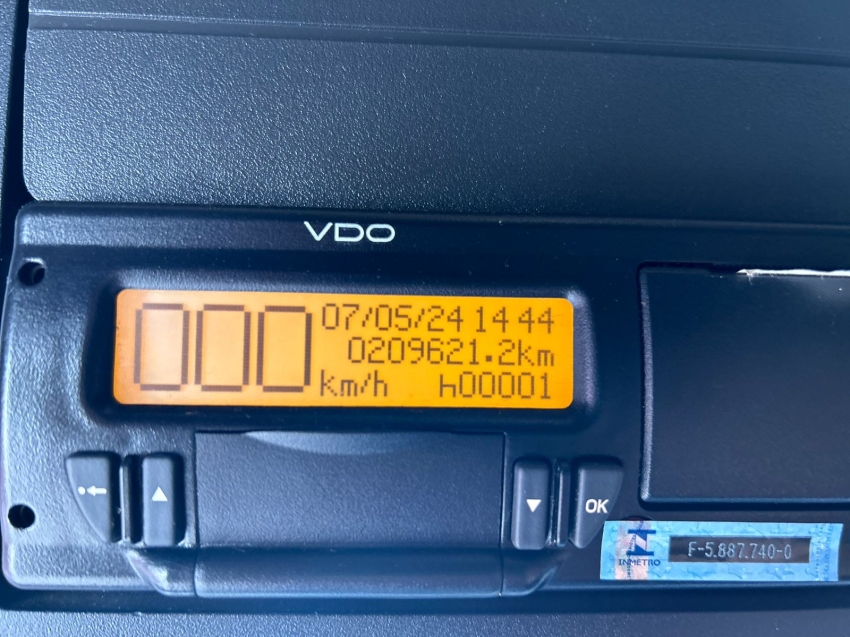 VDO
000 07/05/24 14 44
0209621.2km
km/h h00001
OK
INMETRO
F-5.887.740-0